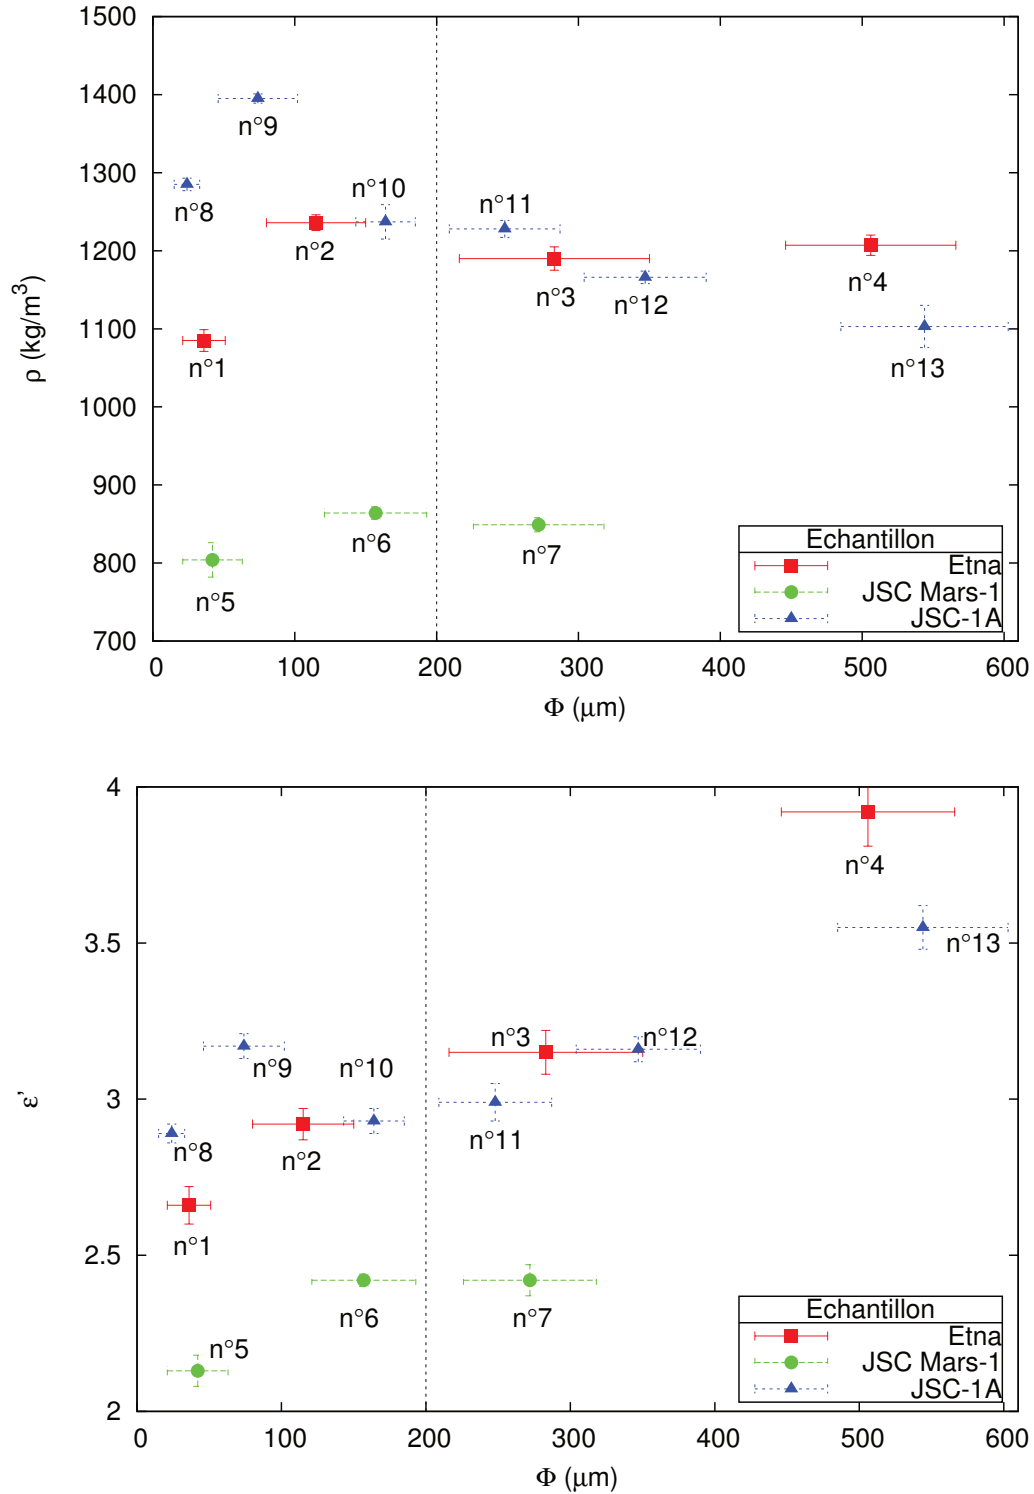 1500
1400
1300
1200
1100
1000
900
800
700
ρ (kg/m³)
n°9
n°8
n°10
n°2
n°11
n°3
n°12
n°4
n°1
n°13
n°6
n°7
n°5
Echantillon
Etna
JSC Mars-1
JSC-1A
0 100 200 300 400 500 600
Φ (μm)
4
3.5
3
2.5
2
ε'
n°4
n°13
n°3
n°12
n°9
n°10
n°11
n°8
n°2
n°1
n°6
n°7
n°5
Echantillon
Etna
JSC Mars-1
JSC-1A
0 100 200 300 400 500 600
Φ (μm)